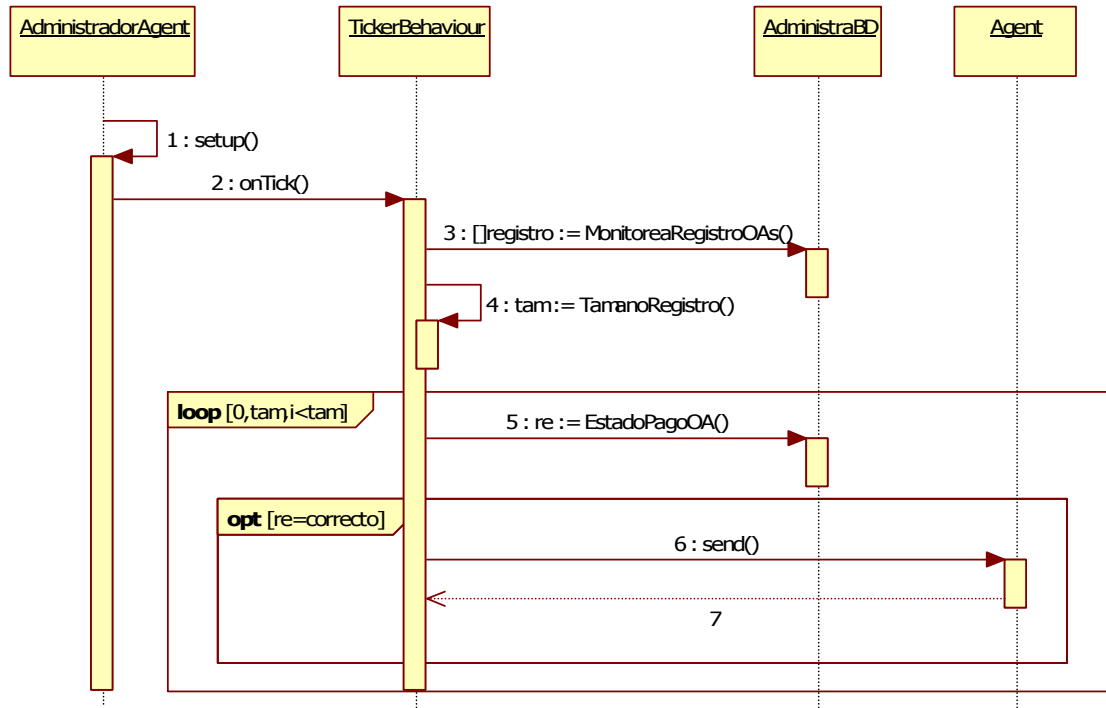 AdministradorAgent
TickerBehaviour
AdministraBD
Agent
1 : setup()
2 : onTick()
3 : []registro := MonitoreaRegistroOAs()
4 : tam := TamanoRegistro()
loop [0,tam,i<tam]
5 : re := EstadoPagoOA()
opt [re=correcto]
6 : send()
7